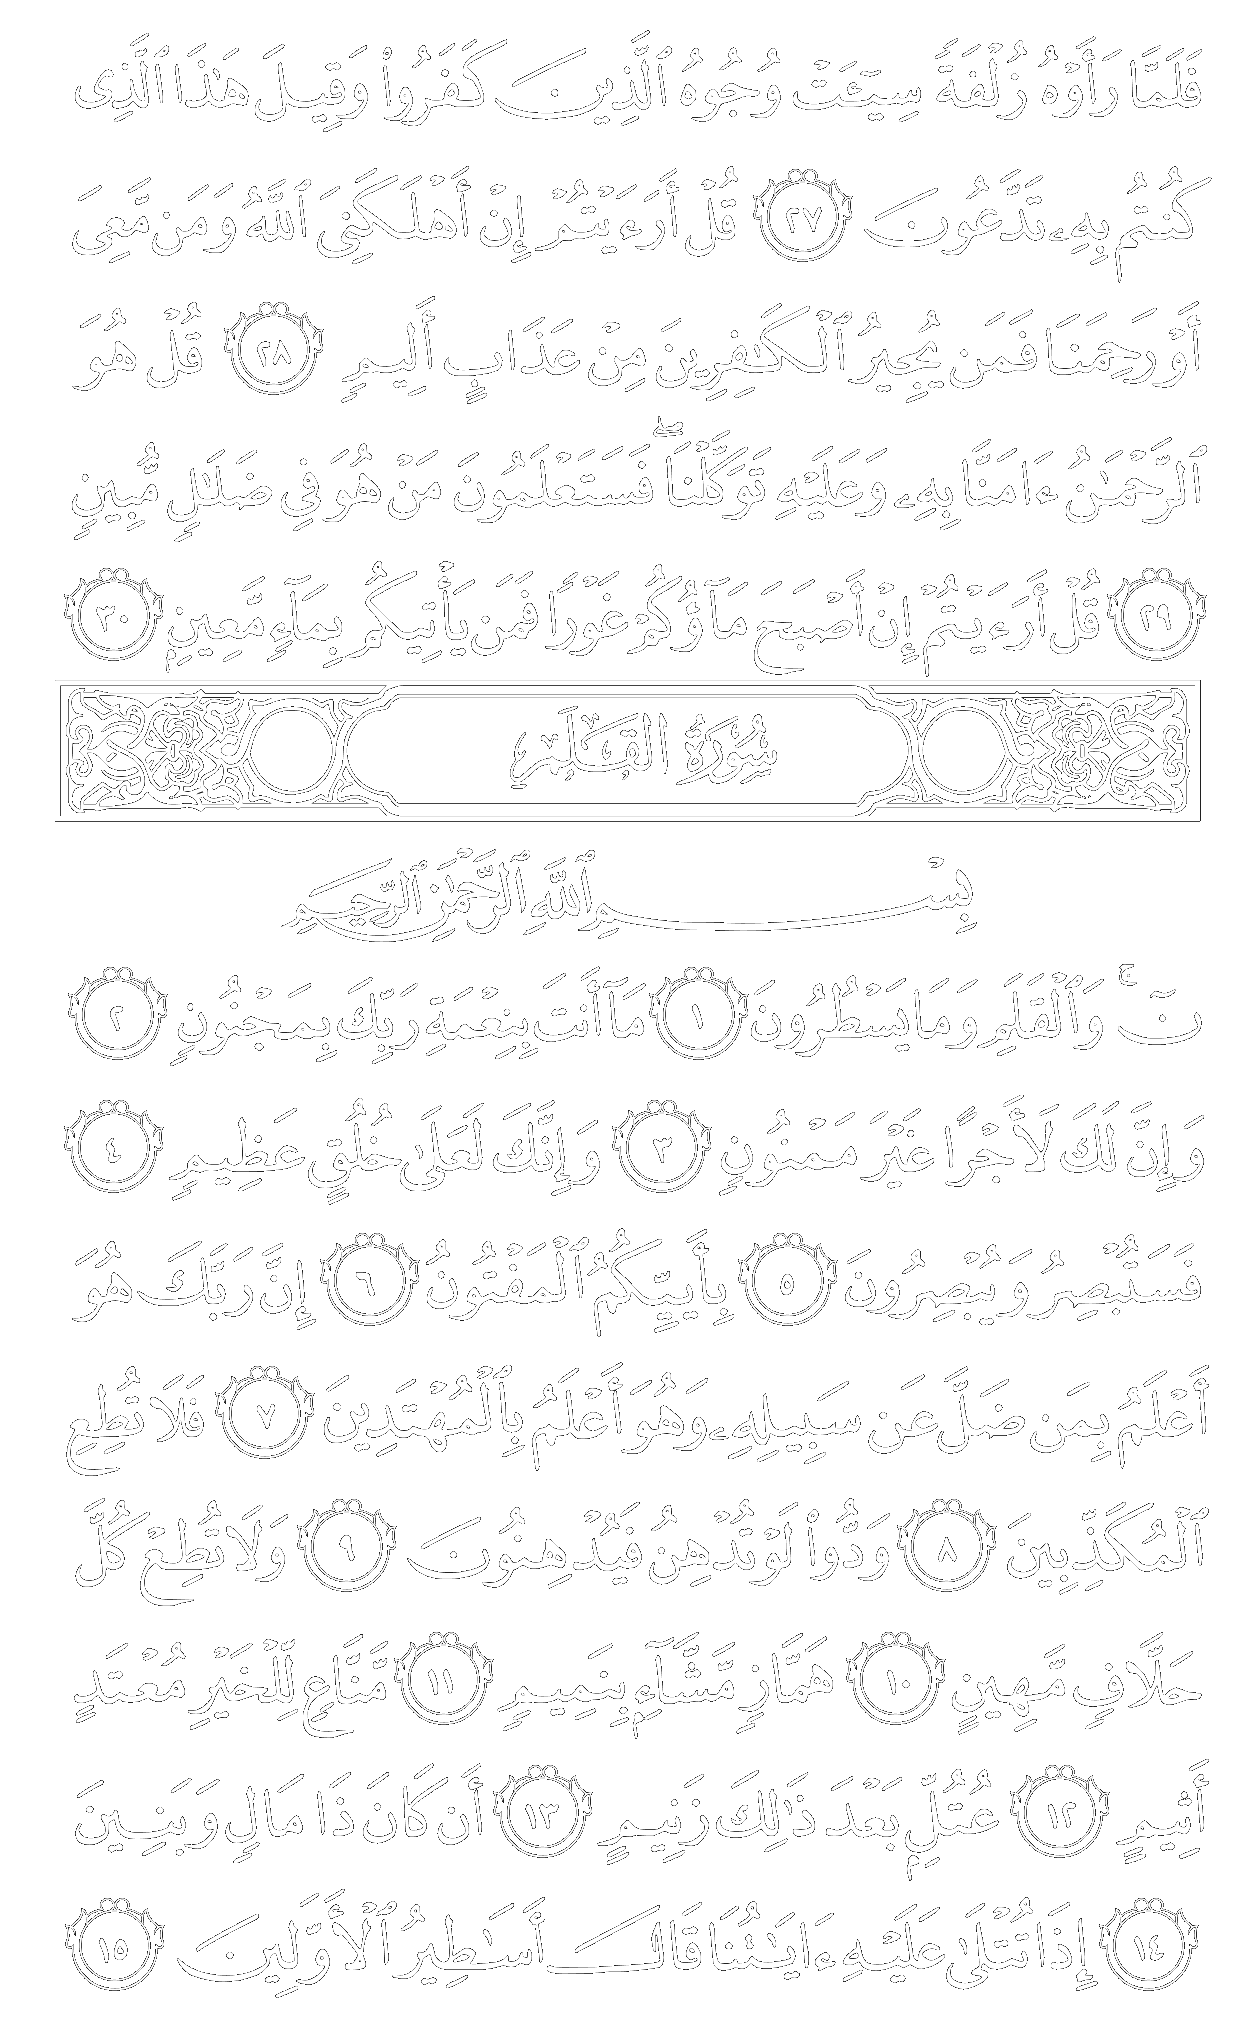 فَلَمَّا رَأَوْهُ زُلْفَةً سِيٓـَٔتْ وُجُوهُ ٱلَّذِينَ كَفَرُوا۟ وَقِيلَ هَٰذَا ٱلَّذِى
كُنتُم بِهِۦ تَدَّعُونَ ٢٧ قُلْ أَرَءَيْتُمْ إِنْ أَهْلَكَنِىَ ٱللَّهُ وَمَن مَّعِىَ
أَوْ رَحِمَنَا فَمَن يُجِيرُ ٱلْكَٰفِرِينَ مِنْ عَذَابٍ أَلِيمٍ ٢٨ قُلْ هُوَ
ٱلرَّحْمَٰنُ ءَامَنَّا بِهِۦ وَعَلَيْهِ تَوَكَّلْنَا ۖ فَسَتَعْلَمُونَ مَنْ هُوَ فِى ضَلَٰلٍ مُّبِينٍ
٢٩ قُلْ أَرَءَيْتُمْ إِنْ أَصْبَحَ مَآؤُكُمْ غَوْرًا فَمَن يَأْتِيكُم بِمَآءٍ مَّعِينٍۭ ٣٠
سُورَةُ القَلَمِ
بِسْمِ ٱللَّهِ ٱلرَّحْمَٰنِ ٱلرَّحِيمِ
نٓ ۚ وَٱلْقَلَمِ وَمَا يَسْطُرُونَ ١ مَآ أَنتَ بِنِعْمَةِ رَبِّكَ بِمَجْنُونٍ ٢
وَإِنَّ لَكَ لَأَجْرًا غَيْرَ مَمْنُونٍ ٣ وَإِنَّكَ لَعَلَىٰ خُلُقٍ عَظِيمٍ ٤
فَسَتُبْصِرُ وَيُبْصِرُونَ ٥ بِأَييِّكُمُ ٱلْمَفْتُونُ ٦ إِنَّ رَبَّكَ هُوَ
أَعْلَمُ بِمَن ضَلَّ عَن سَبِيلِهِۦ وَهُوَ أَعْلَمُ بِٱلْمُهْتَدِينَ ٧ فَلَا تُطِعِ
ٱلْمُكَذِّبِينَ ٨ وَدُّوا۟ لَوْ تُدْهِنُ فَيُدْهِنُونَ ٩ وَلَا تُطِعْ كُلَّ
حَلَّافٍ مَّهِينٍ ١٠ هَمَّازٍ مَّشَّآءٍۭ بِنَمِيمٍ ١١ مَّنَّاعٍ لِّلْخَيْرِ مُعْتَدٍ
أَثِيمٍ ١٢ عُتُلٍّۭ بَعْدَ ذَٰلِكَ زَنِيمٍ ١٣ أَن كَانَ ذَا مَالٍ وَبَنِينَ
١٤ إِذَا تُتْلَىٰ عَلَيْهِ ءَايَٰتُنَا قَالَ أَسَٰطِيرُ ٱلْأَوَّلِينَ ١٥